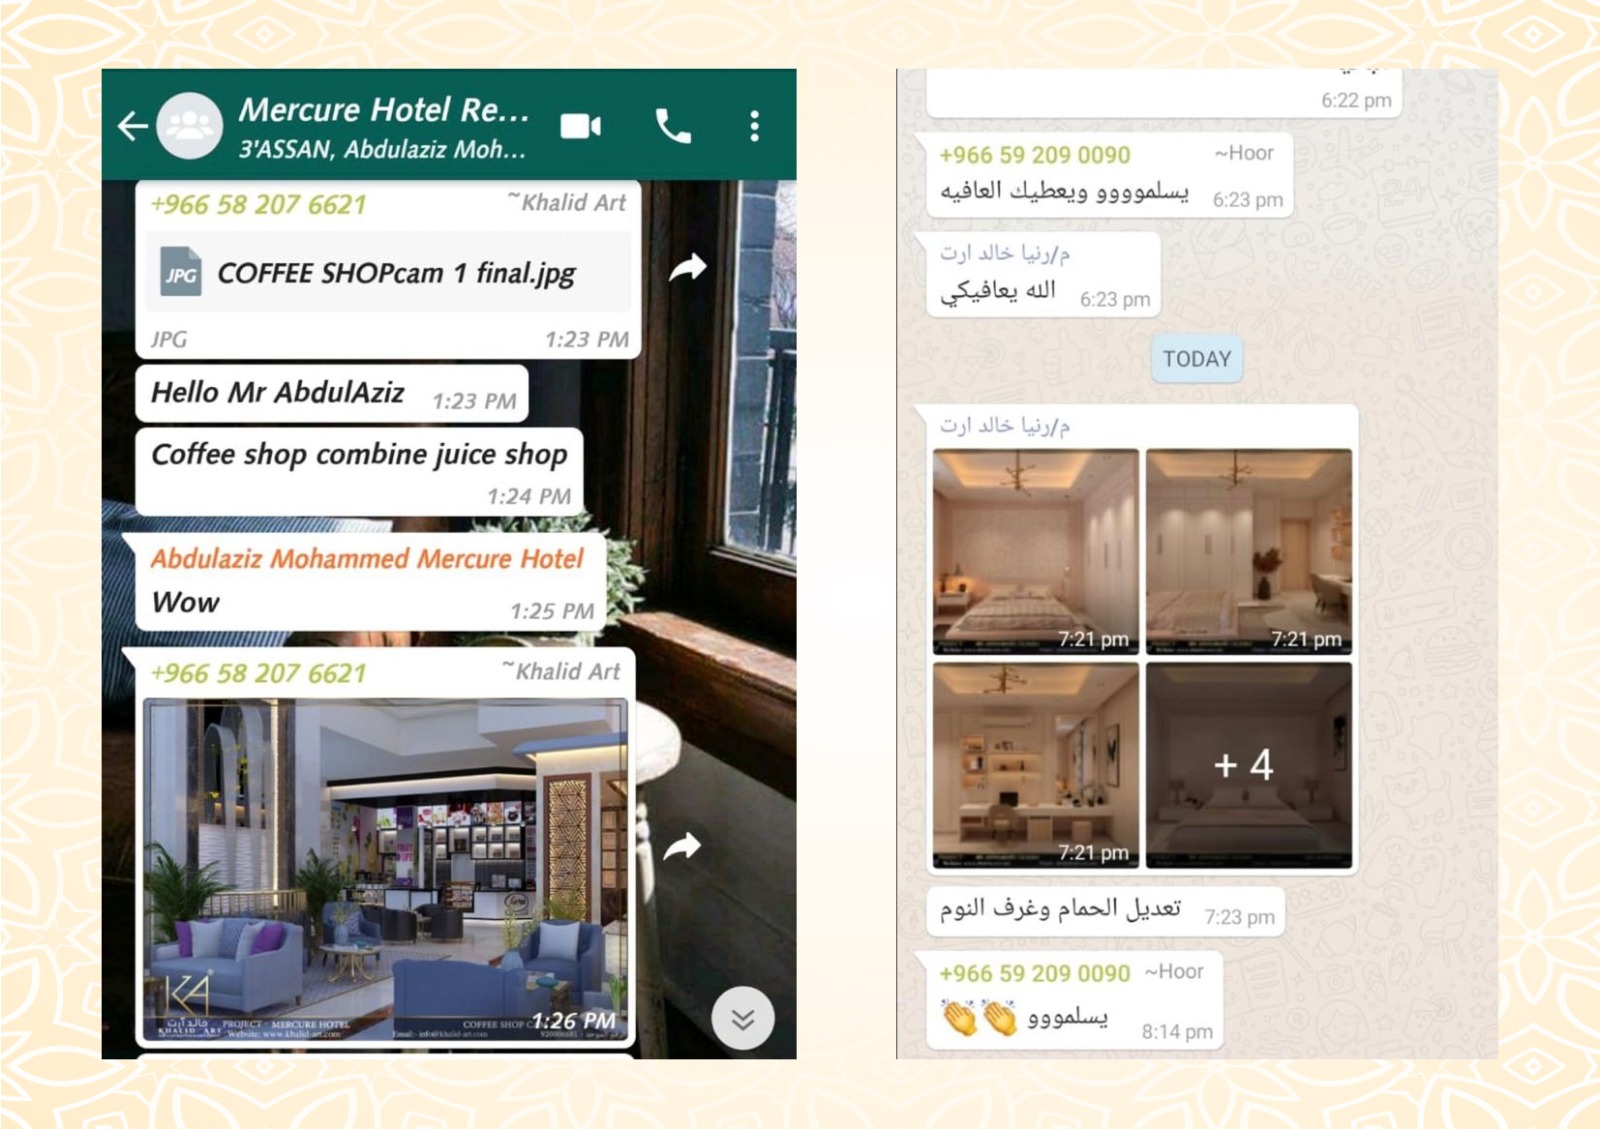 Mercure Hotel Re...
3'ASSAN, Abdulaziz Moh...
+966 58 207 6621 ~Khalid Art
JPG COFFEE SHOPcam 1 final.jpg
JPG 1:23 PM
Hello Mr AbdulAziz 1:23 PM
Coffee shop combine juice shop
1:24 PM
Abdulaziz Mohammed Mercure Hotel
Wow 1:25 PM
+966 58 207 6621 ~Khalid Art
KA
خالد آرت
KHALID ART
PROJECT - MERCURE HOTEL
Website: www.khalid-art.com
COFFEE SHOP
Email:- info@khalid-art.com
1:26 PM
6:22 pm
+966 59 209 0090 ~Hoor
يسلموووو ويعطيك العافيه 6:23 pm
م/رنيا خالد ارت
الله يعافيكي 6:23 pm
TODAY
م/رنيا خالد ارت
7:21 pm 7:21 pm
7:21 pm + 4
تعديل الحمام وغرف النوم 7:23 pm
+966 59 209 0090 ~Hoor
يسلمووو 👏👏 8:14 pm